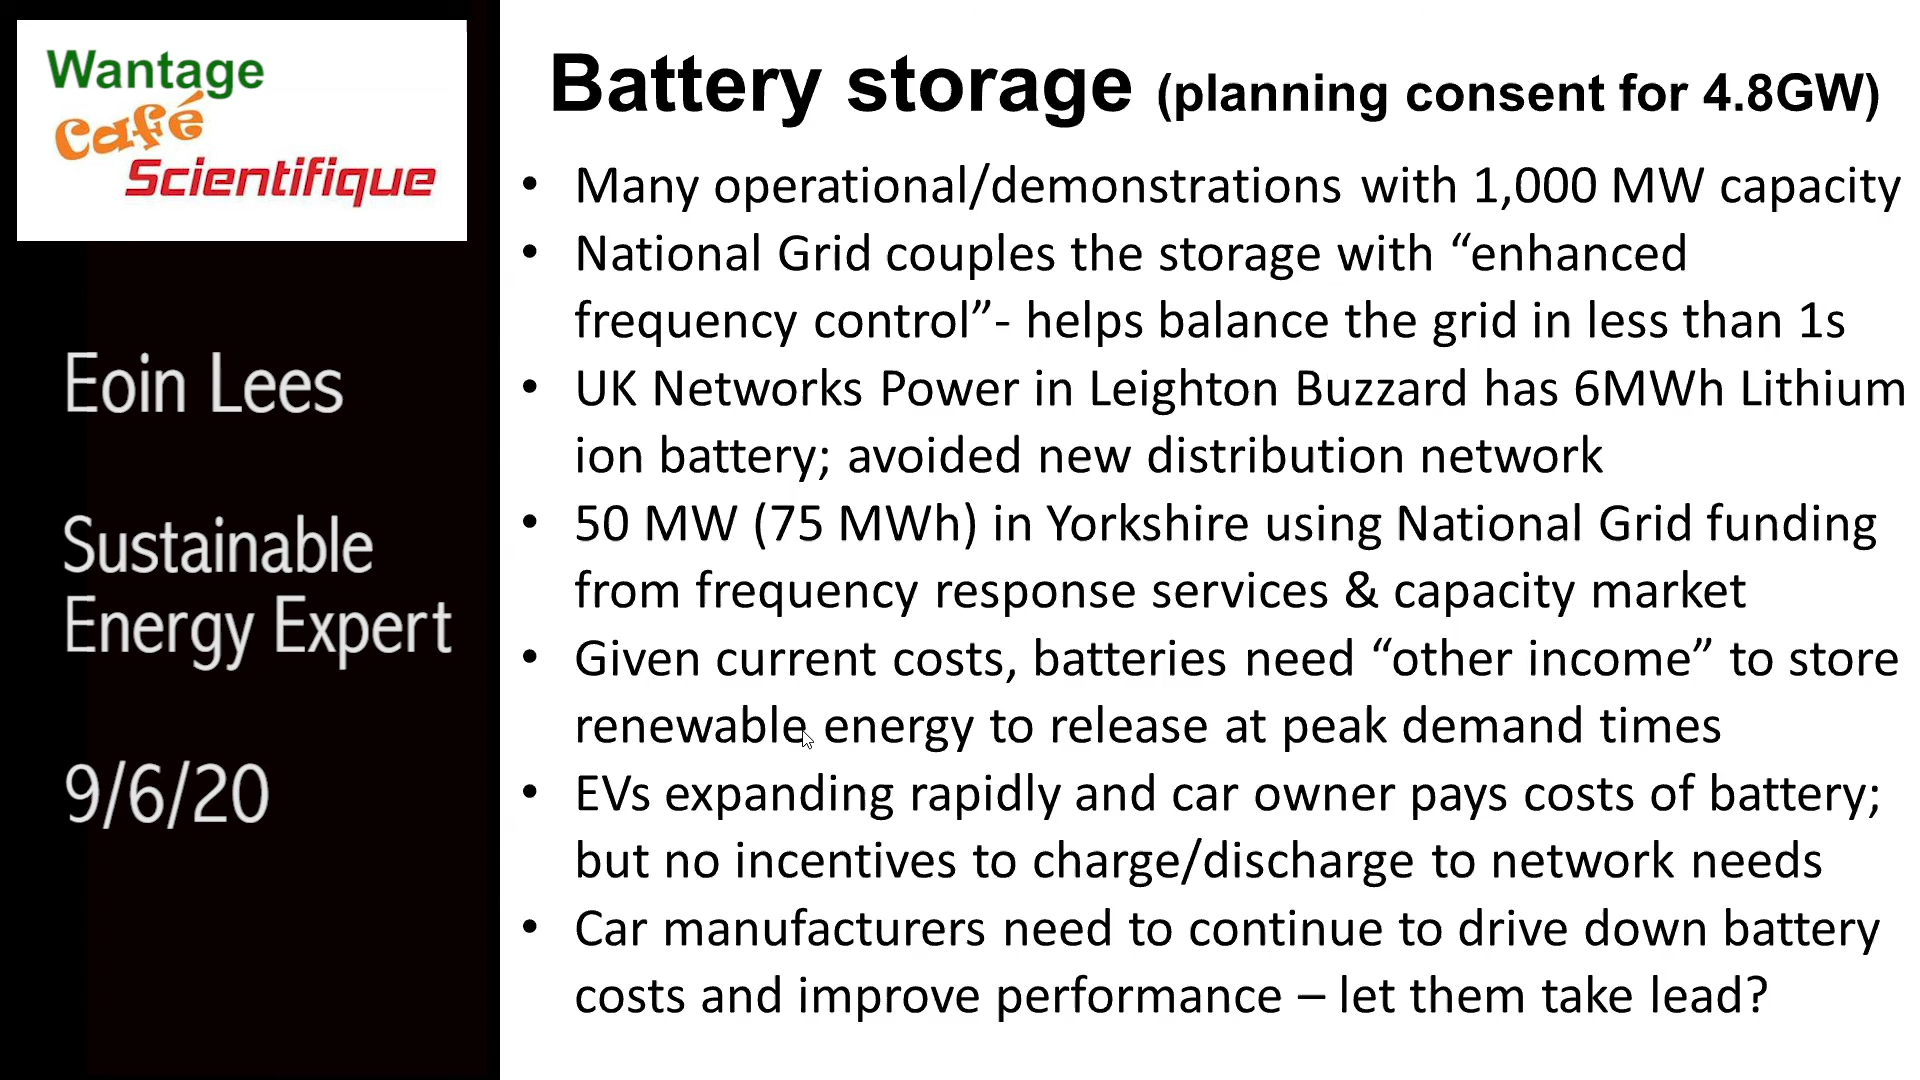 Wantage
Café
Scientifique
Eoin Lees
Sustainable
Energy Expert
9/6/20
Battery storage (planning consent for 4.8GW)
• Many operational/demonstrations with 1,000 MW capacity
• National Grid couples the storage with “enhanced
frequency control”- helps balance the grid in less than 1s
• UK Networks Power in Leighton Buzzard has 6MWh Lithium
ion battery; avoided new distribution network
• 50 MW (75 MWh) in Yorkshire using National Grid funding
from frequency response services & capacity market
• Given current costs, batteries need “other income” to store
renewable energy to release at peak demand times
• EVs expanding rapidly and car owner pays costs of battery;
but no incentives to charge/discharge to network needs
• Car manufacturers need to continue to drive down battery
costs and improve performance – let them take lead?